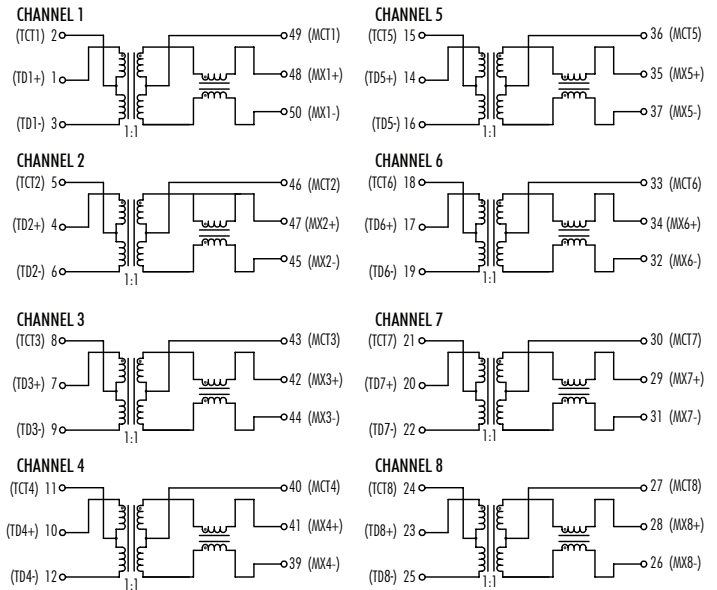 CHANNEL 1
(TCT1) 2
49 (MCT1)
(TD1+) 1
48 (MX1+)
50 (MX1-)
(TD1-) 3
1:1
CHANNEL 5
(TCT5) 15
36 (MCT5)
(TD5+) 14
35 (MX5+)
37 (MX5-)
(TD5-) 16
1:1
CHANNEL 2
(TCT2) 5
46 (MCT2)
(TD2+) 4
47 (MX2+)
45 (MX2-)
(TD2-) 6
1:1
CHANNEL 6
(TCT6) 18
33 (MCT6)
(TD6+) 17
34 (MX6+)
32 (MX6-)
(TD6-) 19
1:1
CHANNEL 3
(TCT3) 8
43 (MCT3)
(TD3+) 7
42 (MX3+)
44 (MX3-)
(TD3-) 9
1:1
CHANNEL 7
(TCT7) 21
30 (MCT7)
(TD7+) 20
29 (MX7+)
31 (MX7-)
(TD7-) 22
1:1
CHANNEL 4
(TCT4) 11
40 (MCT4)
(TD4+) 10
41 (MX4+)
39 (MX4-)
(TD4-) 12
1:1
CHANNEL 8
(TCT8) 24
27 (MCT8)
(TD8+) 23
28 (MX8+)
26 (MX8-)
(TD8-) 25
1:1